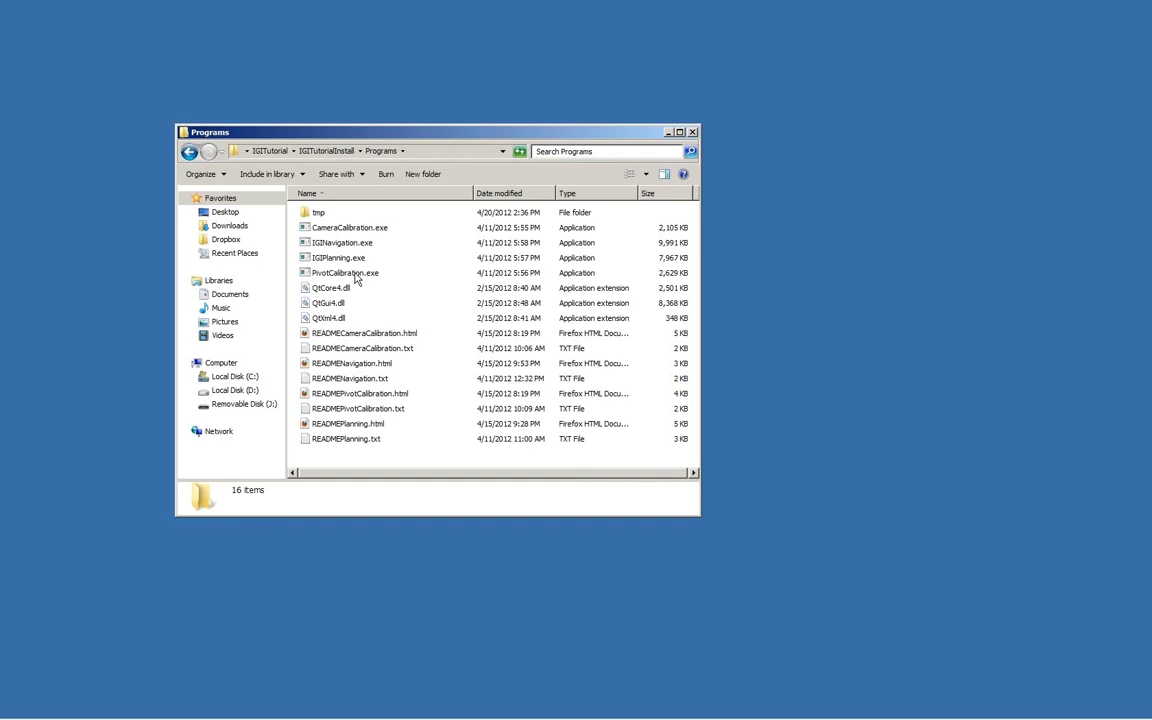 Programs
IGITutorial IGITutorialInstall Programs Search Programs
Organize Include in library Share with Burn New folder
Favorites
Desktop
Downloads
Dropbox
Recent Places
Libraries
Documents
Music
Pictures
Videos
Computer
Local Disk (C:)
Local Disk (D:)
Removable Disk (J:)
Network
Name Date modified Type Size
tmp 4/20/2012 2:36 PM File folder
CameraCalibration.exe 4/11/2012 5:55 PM Application 2,105 KB
IGINavigation.exe 4/11/2012 5:58 PM Application 9,991 KB
IGIPlanning.exe 4/11/2012 5:57 PM Application 7,967 KB
PivotCalibration.exe 4/11/2012 5:56 PM Application 2,629 KB
QtCore4.dll 2/15/2012 8:40 AM Application extension 2,501 KB
QtGui4.dll 2/15/2012 8:48 AM Application extension 8,368 KB
QtXml4.dll 2/15/2012 8:41 AM Application extension 348 KB
READMECameraCalibration.html 4/15/2012 8:19 PM Firefox HTML Docu... 5 KB
READMECameraCalibration.txt 4/11/2012 10:06 AM TXT File 2 KB
READMENavigation.html 4/15/2012 9:53 PM Firefox HTML Docu... 3 KB
READMENavigation.txt 4/11/2012 12:32 PM TXT File 2 KB
READMEPivotCalibration.html 4/15/2012 8:19 PM Firefox HTML Docu... 4 KB
READMEPivotCalibration.txt 4/11/2012 10:09 AM TXT File 2 KB
READMEPlanning.html 4/15/2012 9:28 PM Firefox HTML Docu... 5 KB
READMEPlanning.txt 4/11/2012 11:00 AM TXT File 3 KB
16 items